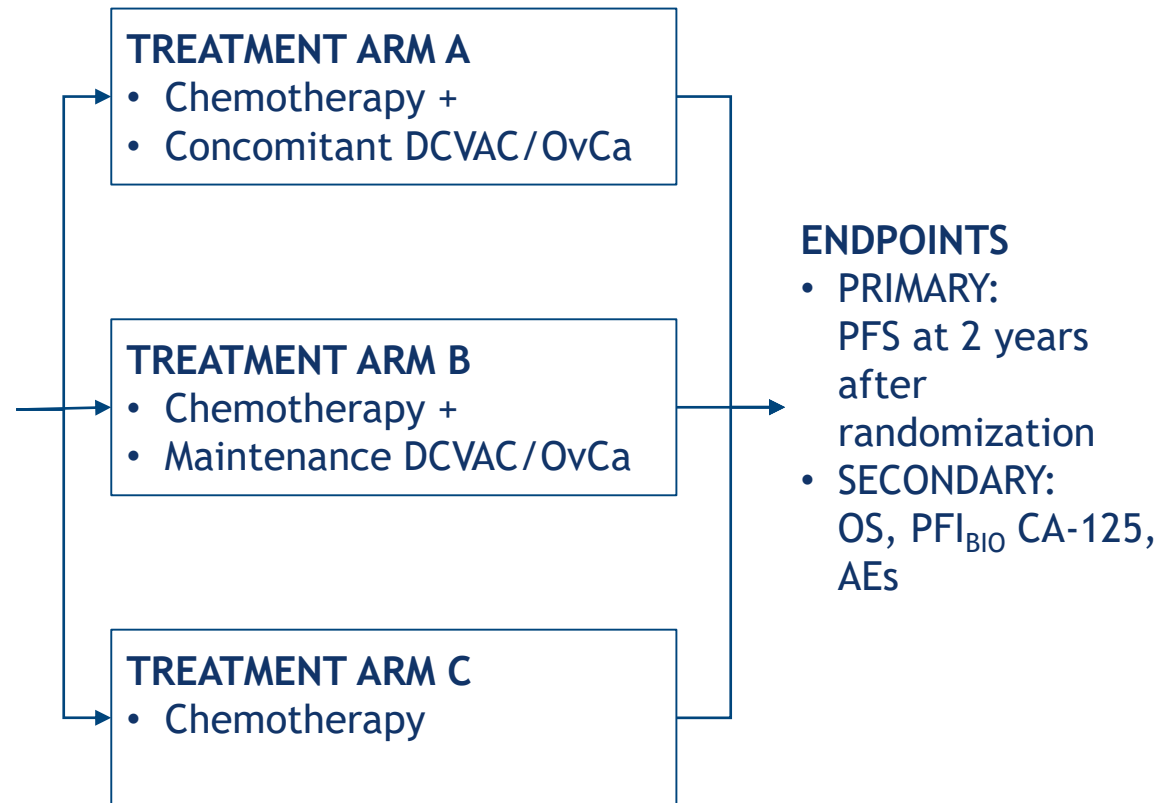 TREATMENT ARM A
• Chemotherapy +
• Concomitant DCVAC/OvCa
TREATMENT ARM B
• Chemotherapy +
• Maintenance DCVAC/OvCa
TREATMENT ARM C
• Chemotherapy
ENDPOINTS
• PRIMARY:
PFS at 2 years
after
randomization
• SECONDARY:
OS, PFI_BIO CA-125,
AEs